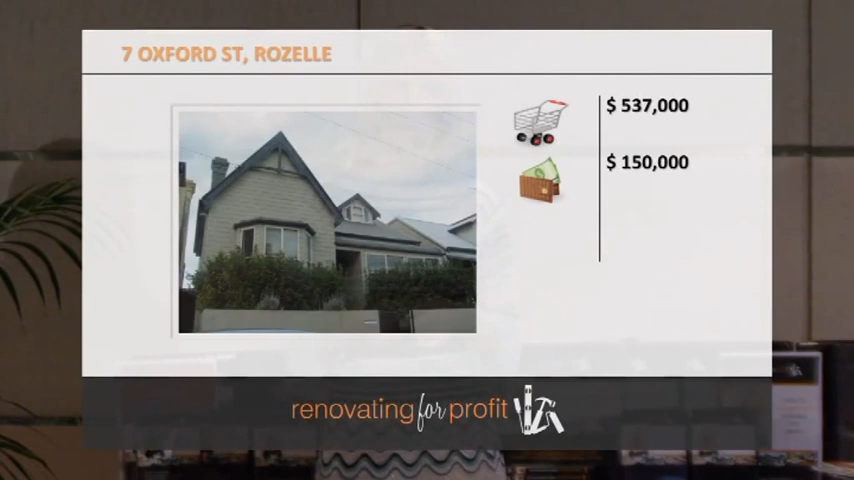 7 OXFORD ST, ROZELLE
$ 537,000
$ 150,000
renovating for profit